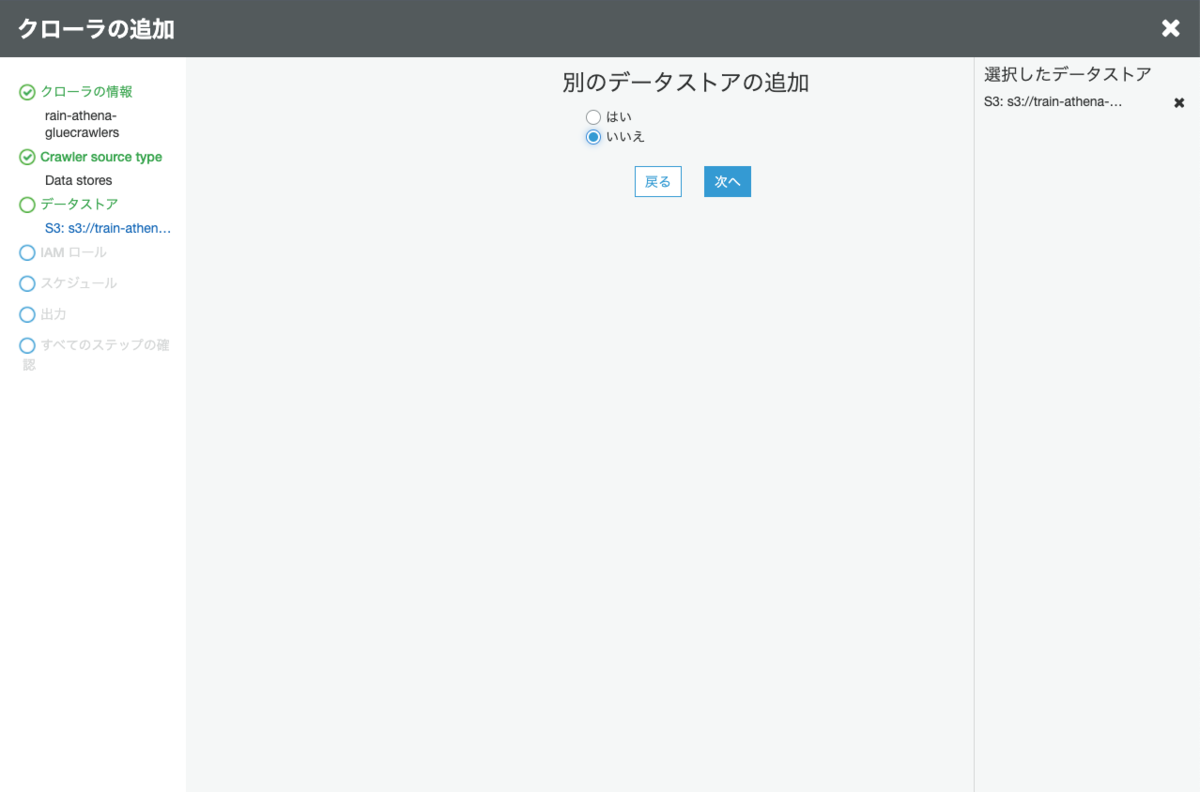 クローラの追加
クローラの情報
rain-athena-
gluecrawlers
Crawler source type
Data stores
データストア
S3: s3://train-athen...
IAM ロール
スケジュール
出力
すべてのステップの確
認
別のデータストアの追加
はい
いいえ
戻る
次へ
選択したデータストア
S3: s3://train-athena-...